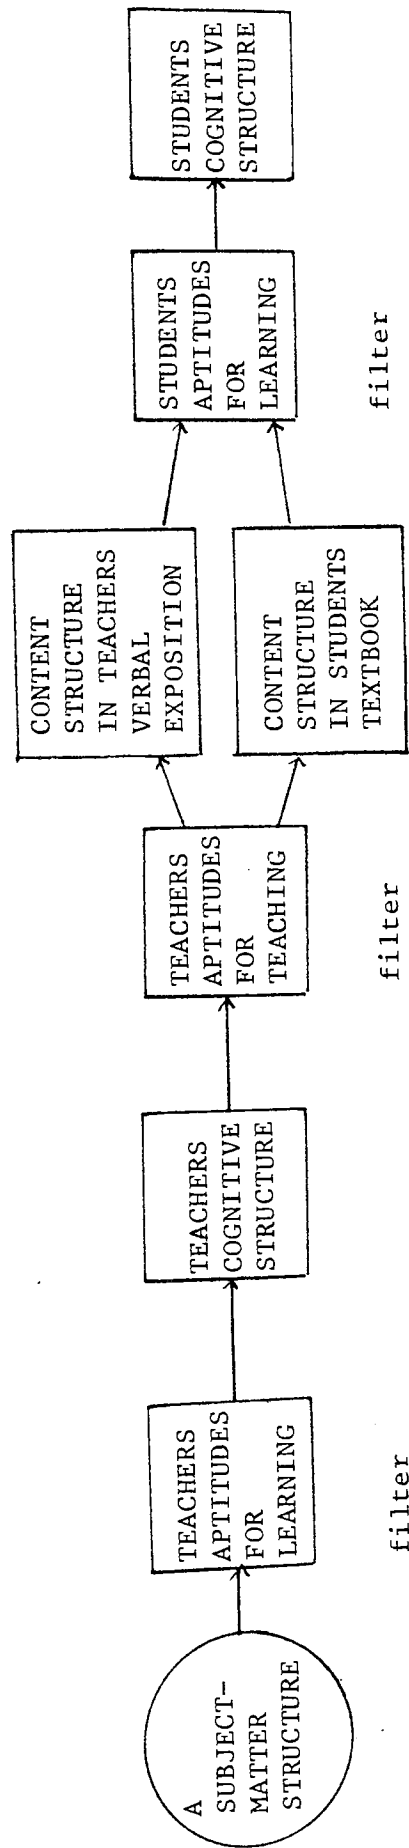 A
SUBJECT-
MATTER
STRUCTURE
TEACHERS
APTITUDES
FOR
LEARNING
filter
TEACHERS
COGNITIVE
STRUCTURE
TEACHERS
APTITUDES
FOR
TEACHING
filter
CONTENT
STRUCTURE
IN TEACHERS
VERBAL
EXPOSITION
CONTENT
STRUCTURE
IN STUDENTS
TEXTBOOK
STUDENTS
APTITUDES
FOR
LEARNING
filter
STUDENTS
COGNITIVE
STRUCTURE